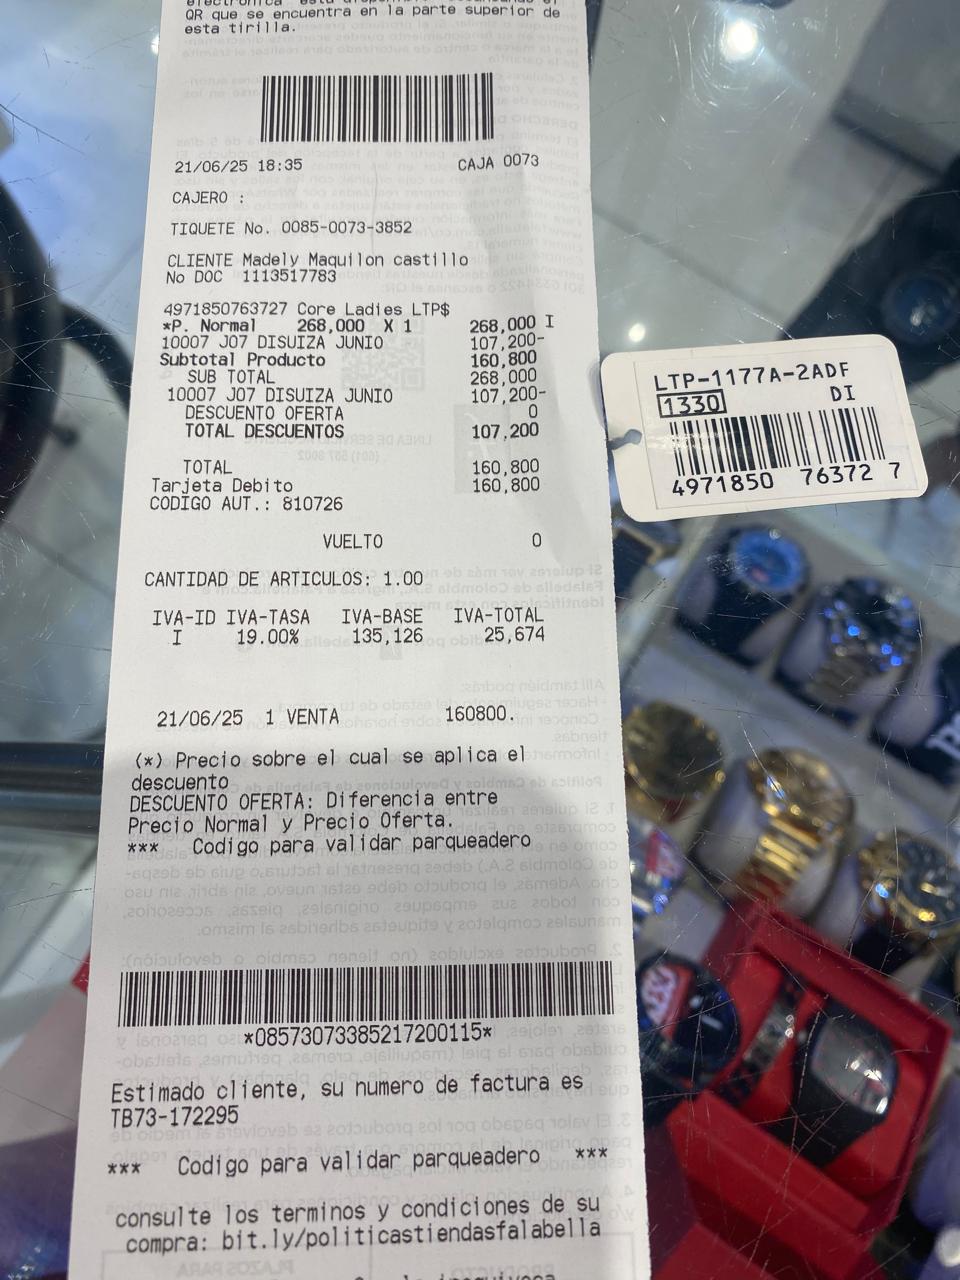 QR que se encuentra en la parte superior de
esta tirilla.
21/06/25 18:35 CAJA 0073
CAJERO :
TIQUETE No. 0085-0073-3852
CLIENTE Madely Maquilon castillo
No DOC 1113517783
4971850763727 Core Ladies LTP$
*P. Normal 268,000 X 1 268,000 I
10007 J07 DISUIZA JUNIO 107,200-
Subtotal Producto 160,800
SUB TOTAL 268,000
10007 J07 DISUIZA JUNIO 107,200-
DESCUENTO OFERTA 0
TOTAL DESCUENTOS 107,200
TOTAL 160,800
Tarjeta Debito 160,800
CODIGO AUT.: 810726
VUELTO 0
CANTIDAD DE ARTICULOS: 1.00
IVA-ID IVA-TASA IVA-BASE IVA-TOTAL
I 19.00% 135,126 25,674
21/06/25 1 VENTA 160800.
(*) Precio sobre el cual se aplica el
descuento
DESCUENTO OFERTA: Diferencia entre
Precio Normal y Precio Oferta.
*** Codigo para validar parqueadero
*08573073385217200115*
Estimado cliente, su numero de factura es
TB73-172295
*** Codigo para validar parqueadero ***
consulte los terminos y condiciones de su
compra: bit.ly/politicastiendasfalabella
LTP-1177A-2ADF
1330 DI
4971850 76372 7